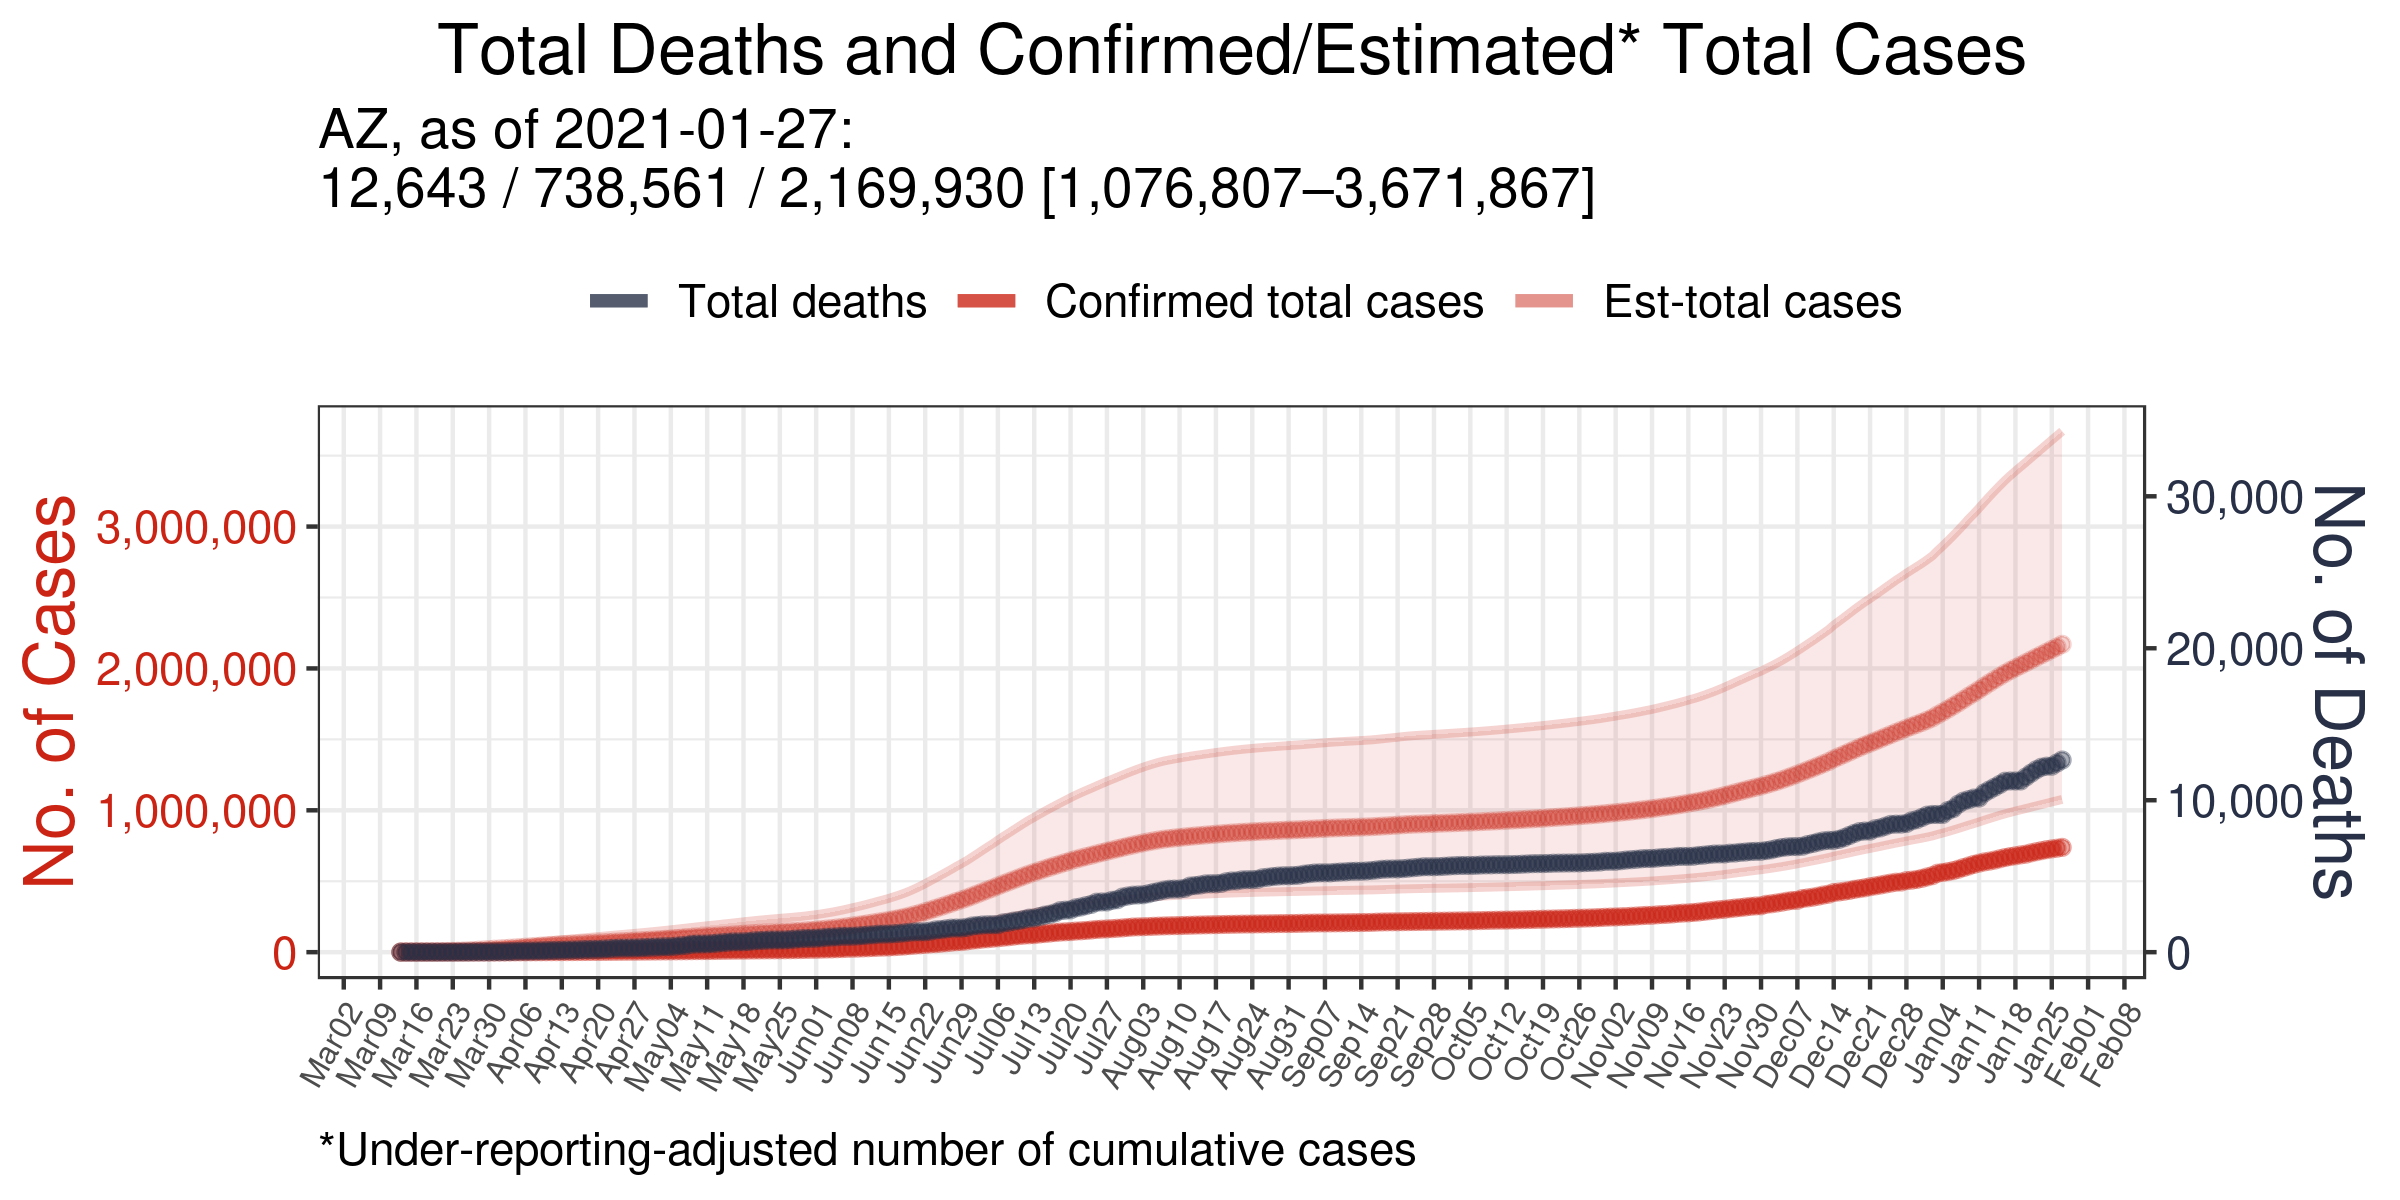 Total Deaths and Confirmed/Estimated* Total Cases
AZ, as of 2021-01-27:
12,643 / 738,561 / 2,169,930 [1,076,807–3,671,867]
Total deaths
Confirmed total cases
Est-total cases
No. of Cases
3,000,000
2,000,000
1,000,000
0
30,000
20,000
10,000
0
No. of Deaths
Mar02
Mar09
Mar16
Mar23
Mar30
Apr06
Apr13
Apr20
Apr27
May04
May11
May18
May25
Jun01
Jun08
Jun15
Jun22
Jun29
Jul06
Jul13
Jul20
Jul27
Aug03
Aug10
Aug17
Aug24
Aug31
Sep07
Sep14
Sep21
Sep28
Oct05
Oct12
Oct19
Oct26
Nov02
Nov09
Nov16
Nov23
Nov30
Dec07
Dec14
Dec21
Dec28
Jan04
Jan11
Jan18
Jan25
Feb01
Feb08
*Under-reporting-adjusted number of cumulative cases